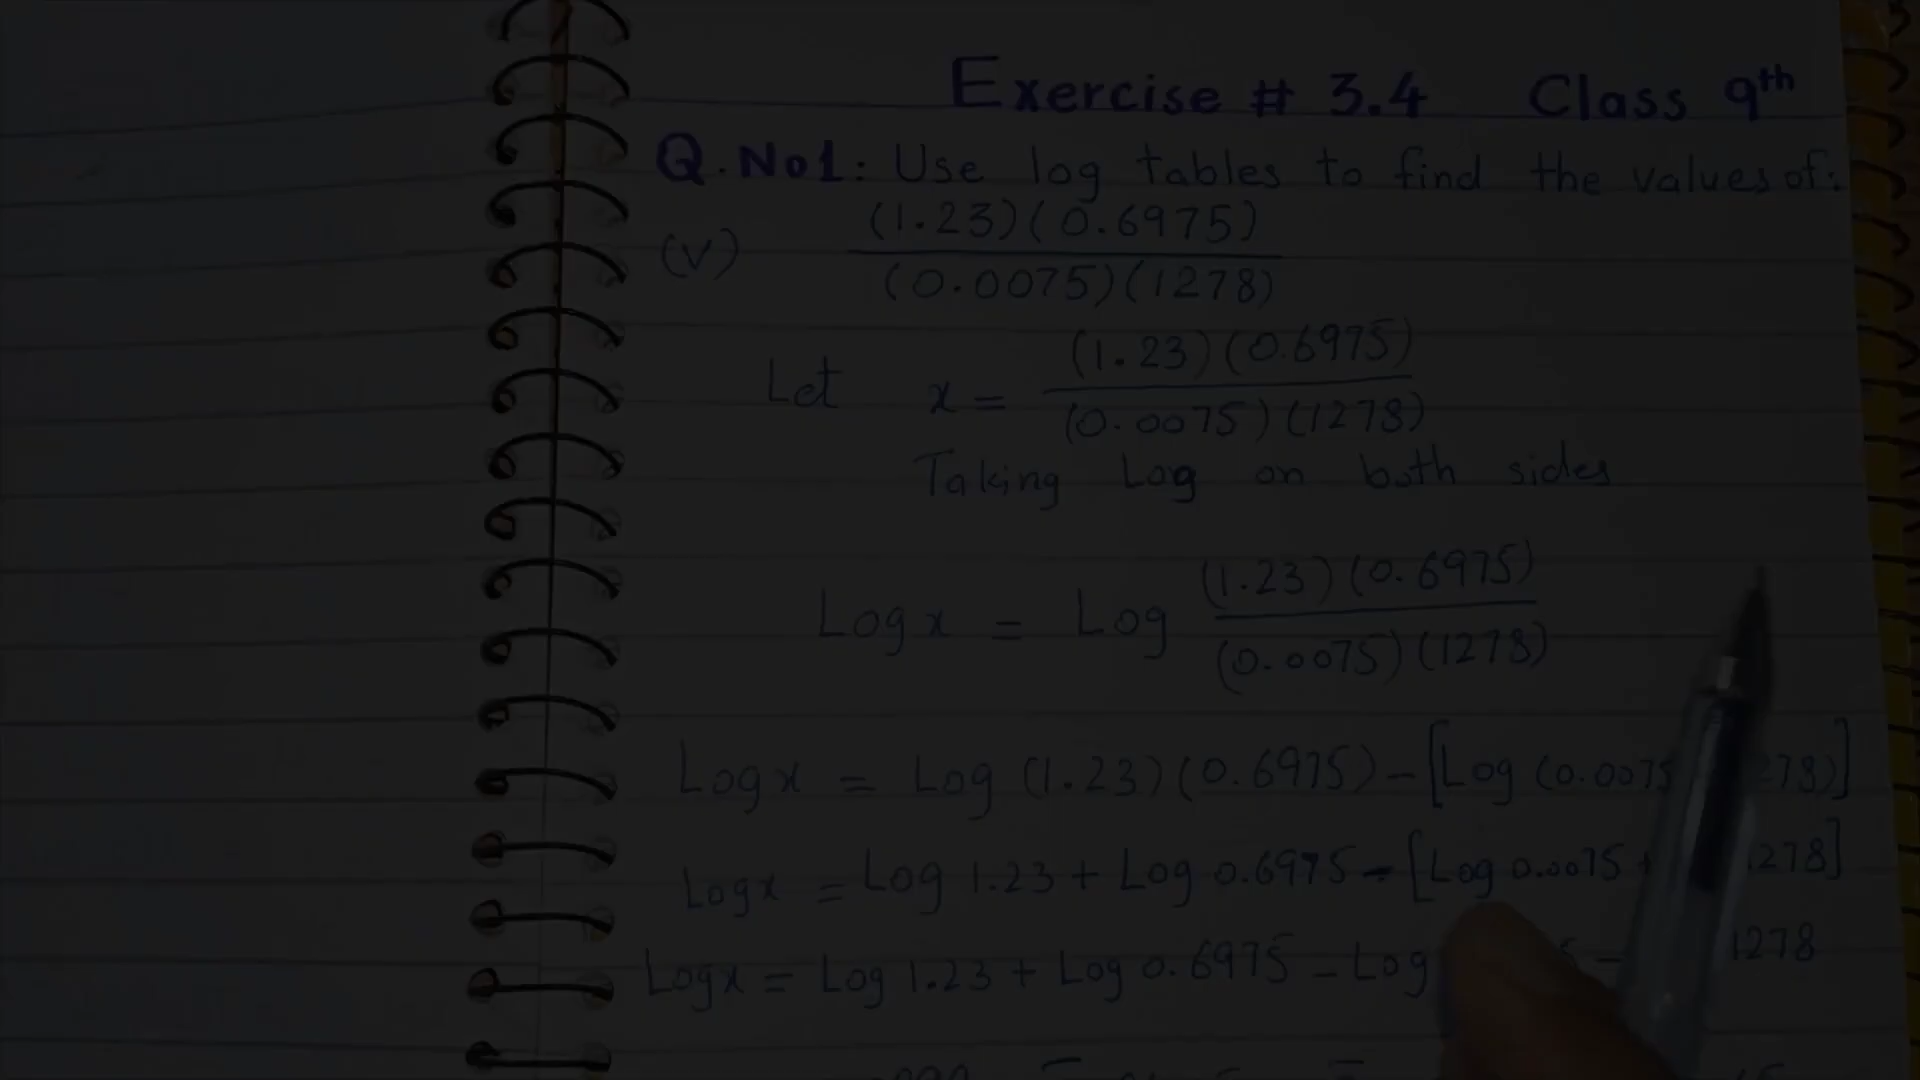 Exercise # 3.4 Class 9th
Q.No1: Use log tables to find the values of:
(v) (1.23)(0.6975)
(0.0075)(1278)
Let x = (1.23)(0.6975)
(0.0075)(1278)
Taking Log on both sides
Log x = Log (1.23)(0.6975)
(0.0075)(1278)
Log x = Log (1.23)(0.6975) - [Log (0.0075 278)]
Log x = Log 1.23 + Log 0.6975 - [Log 0.0075 + 1278]
Log x = Log 1.23 + Log 0.6975 - Log - 1278